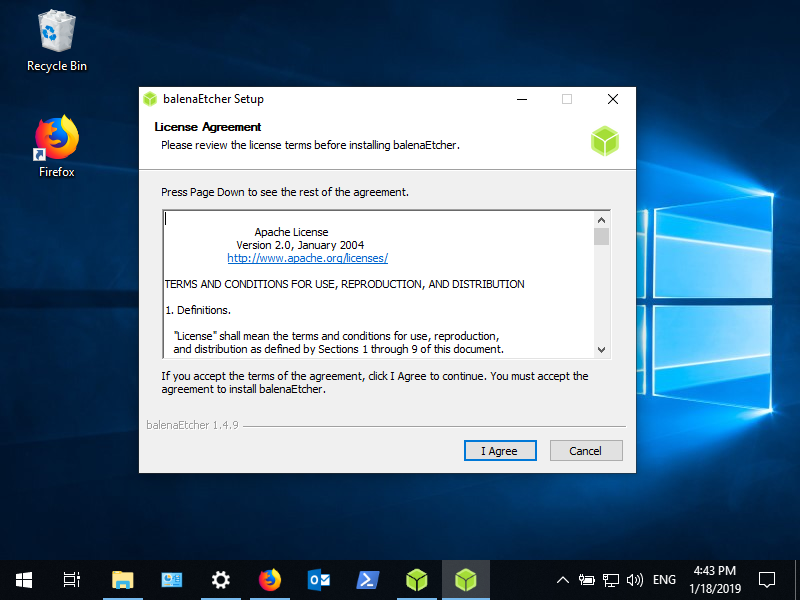 Recycle Bin
Firefox
balenaEtcher Setup
License Agreement
Please review the license terms before installing balenaEtcher.
Press Page Down to see the rest of the agreement.
Apache License
Version 2.0, January 2004
http://www.apache.org/licenses/
TERMS AND CONDITIONS FOR USE, REPRODUCTION, AND DISTRIBUTION
1. Definitions.
"License" shall mean the terms and conditions for use, reproduction,
and distribution as defined by Sections 1 through 9 of this document.
If you accept the terms of the agreement, click I Agree to continue. You must accept the
agreement to install balenaEtcher.
balenaEtcher 1.4.9
I Agree
Cancel
ENG
4:43 PM
1/18/2019